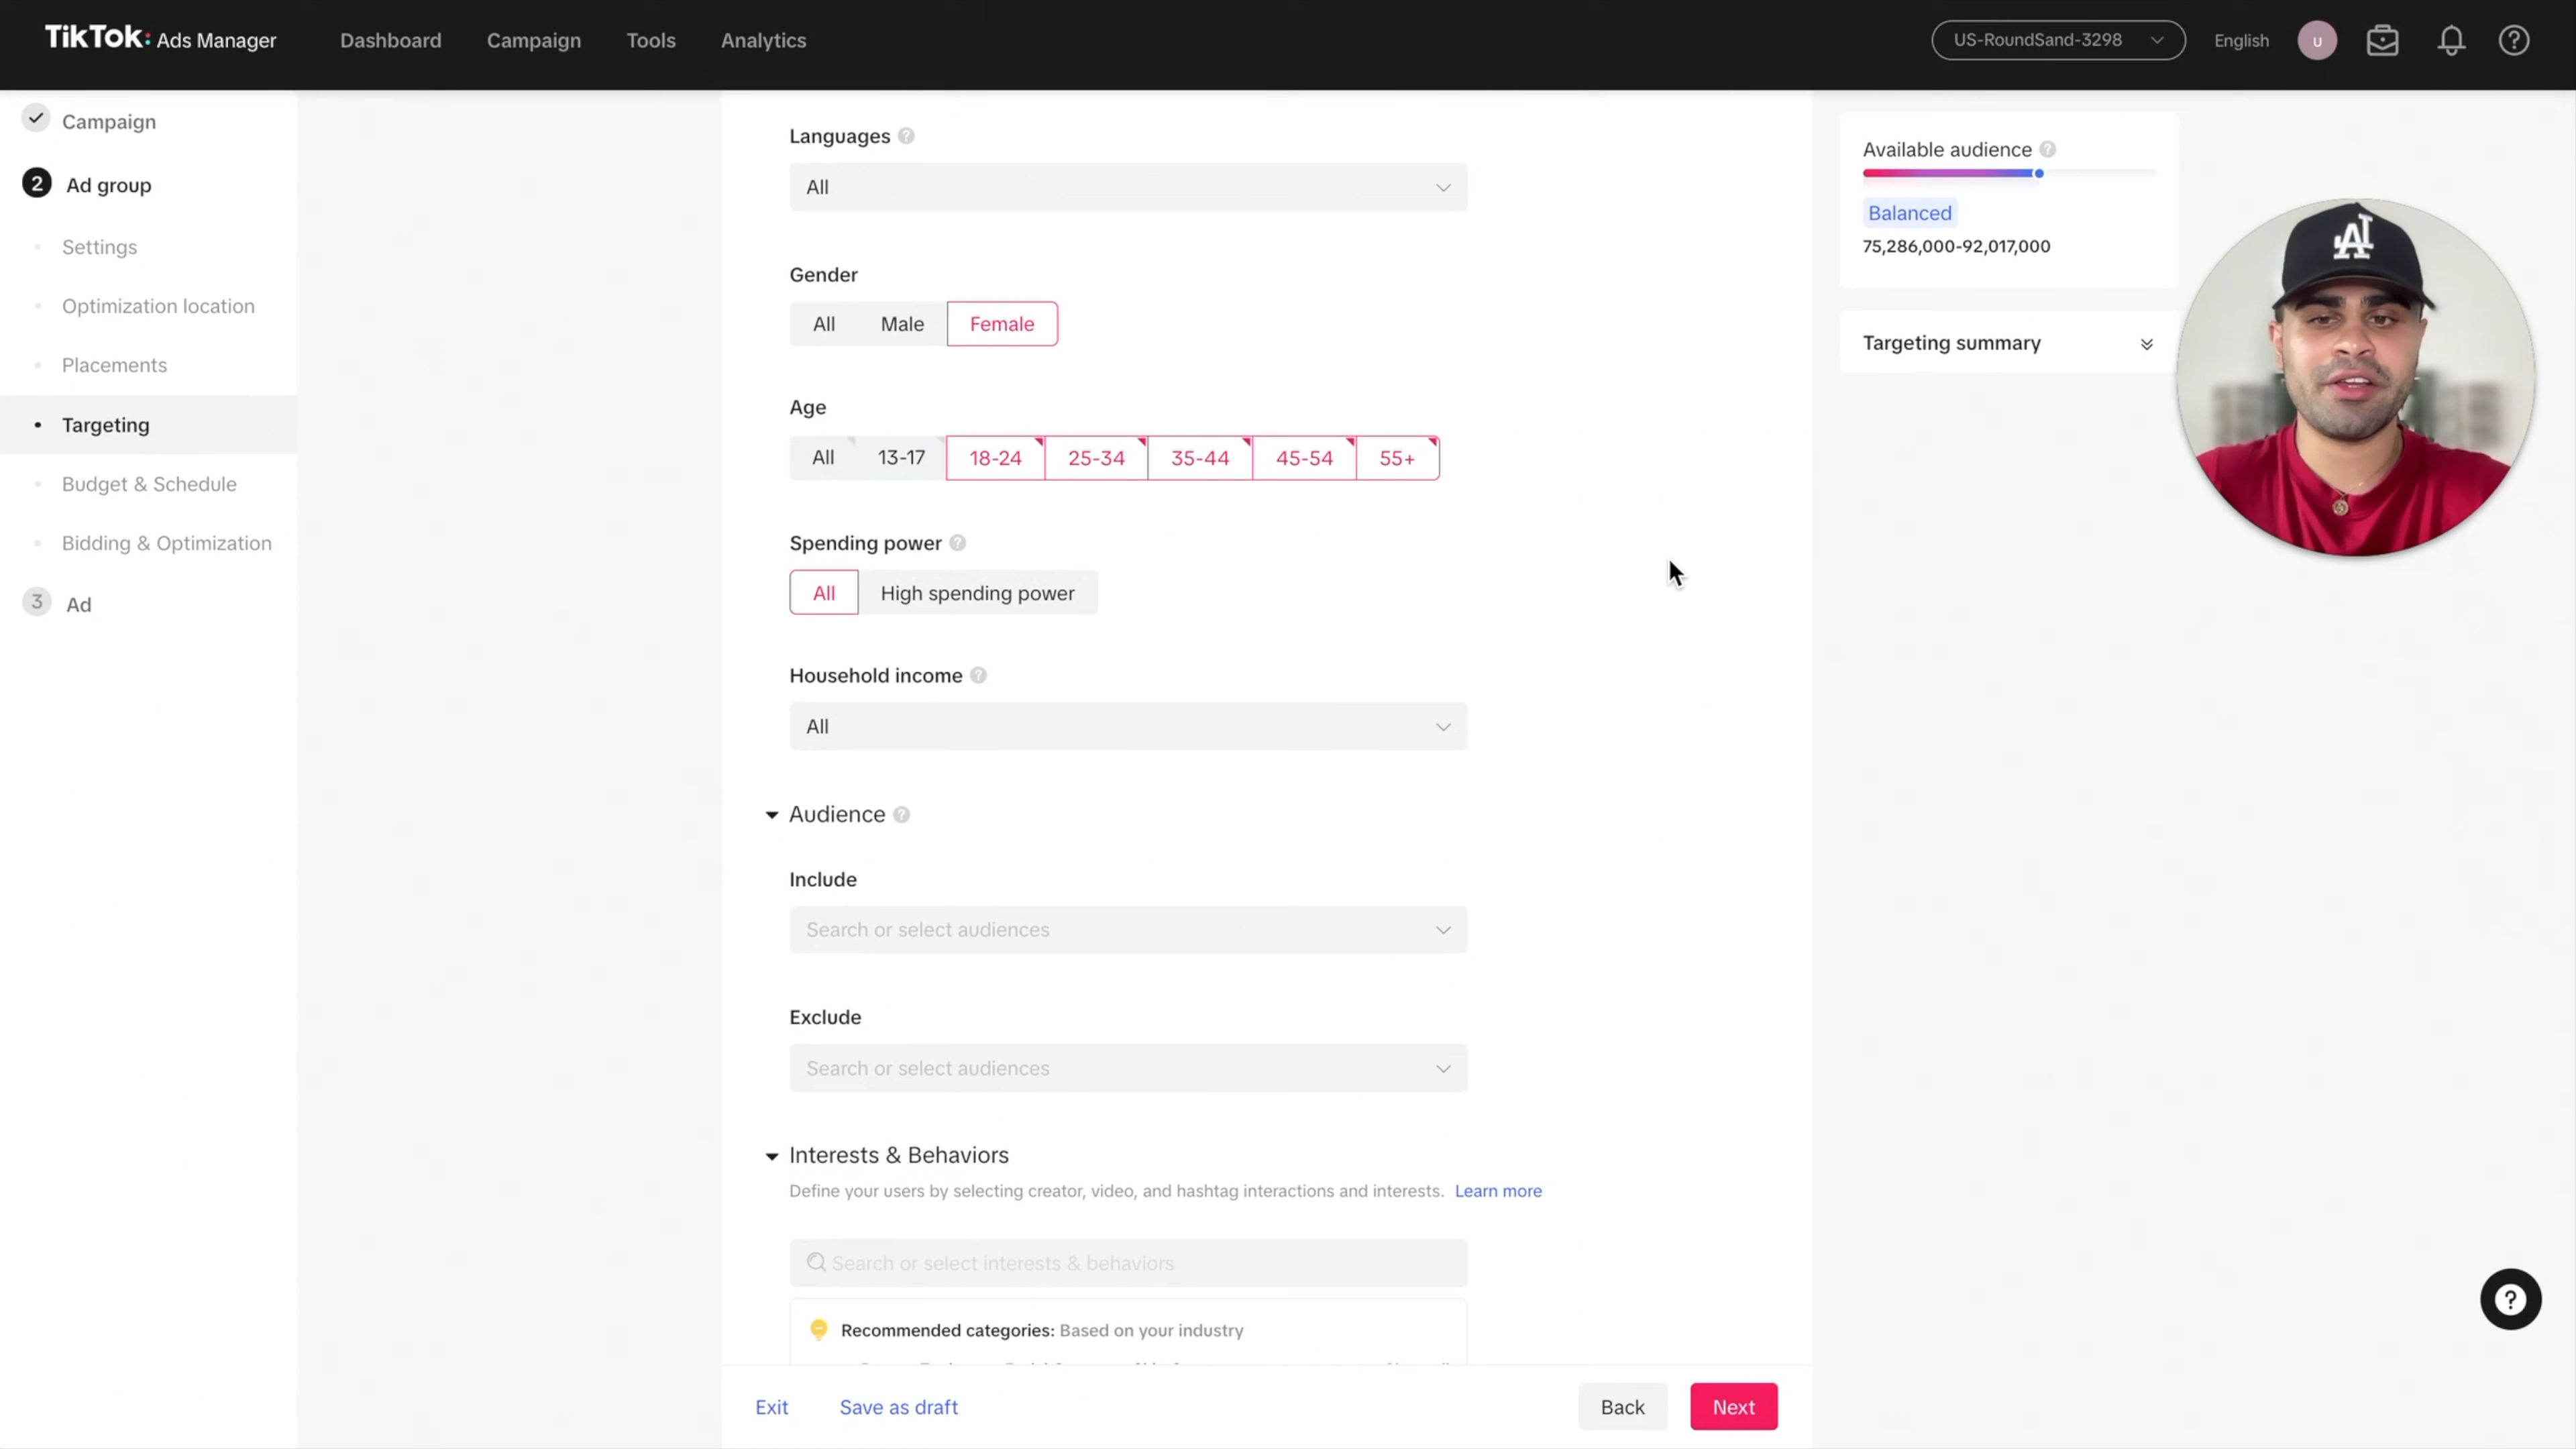 TikTok: Ads Manager
Dashboard
Campaign
Tools
Analytics
US-RoundSand-3298
English
U
Campaign
2 Ad group
Settings
Optimization location
Placements
Targeting
Budget & Schedule
Bidding & Optimization
3 Ad
Languages ?
All
Gender
All Male Female
Age
All 13-17 18-24 25-34 35-44 45-54 55+
Spending power ?
All High spending power
Household income ?
All
Audience ?
Include
Search or select audiences
Exclude
Search or select audiences
Interests & Behaviors
Define your users by selecting creator, video, and hashtag interactions and interests. Learn more
Search or select interests & behaviors
Recommended categories: Based on your industry
Exit
Save as draft
Back
Next
Available audience ?
Balanced
75,286,000-92,017,000
Targeting summary
?